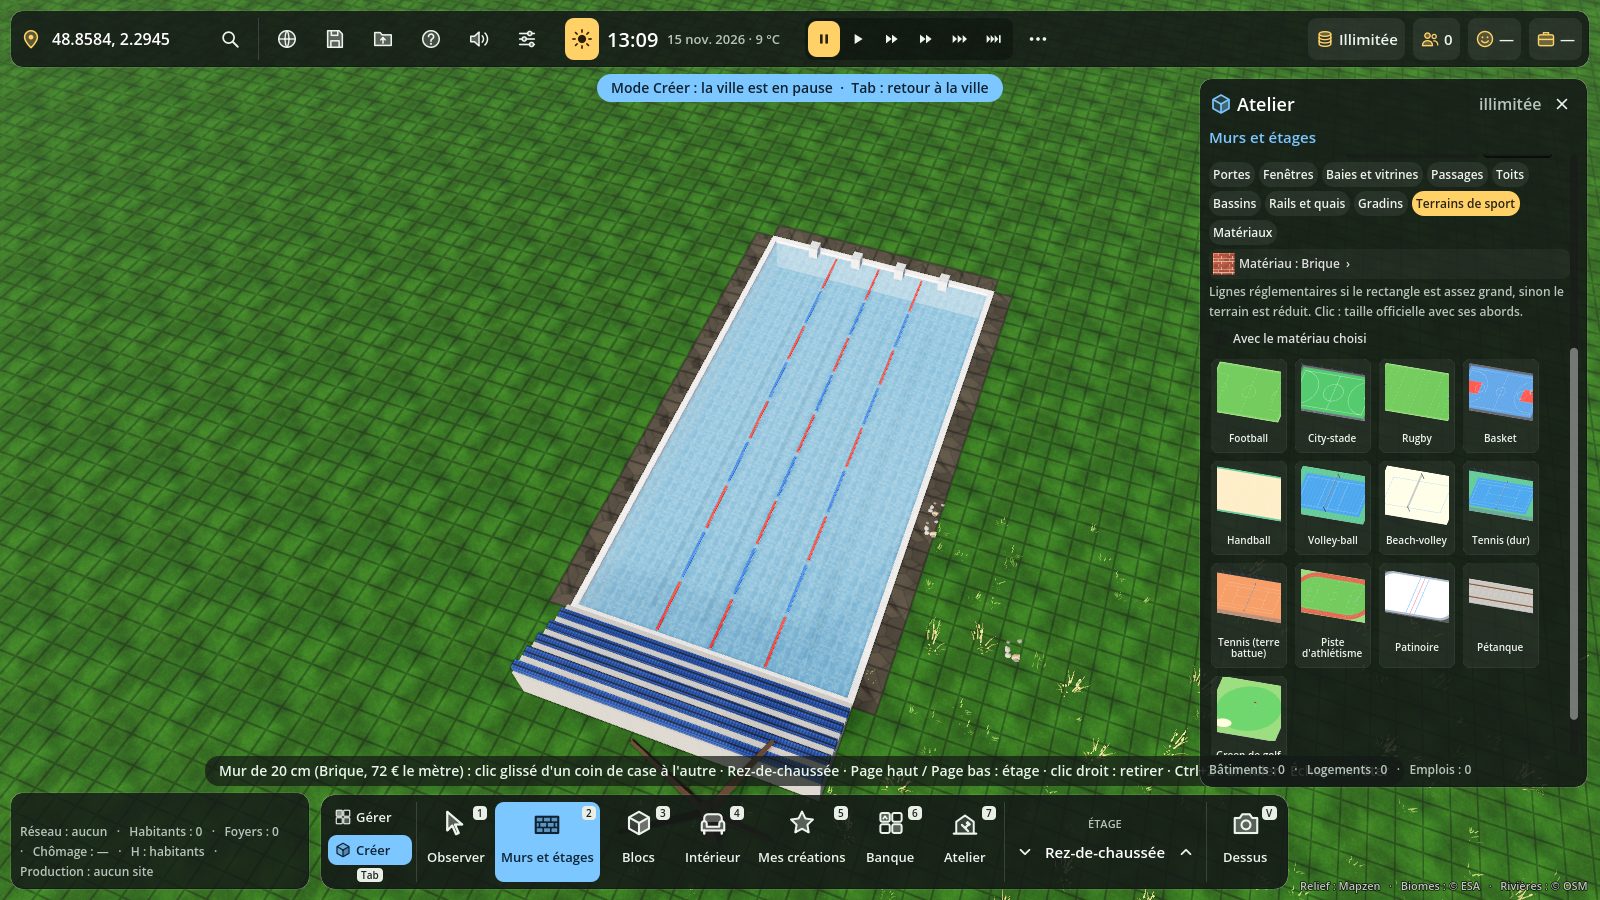 48.8584, 2.2945
13:09 15 nov. 2026 · 9 °C
Illimitée
0
—
—
Mode Créer : la ville est en pause · Tab : retour à la ville
Atelier
illimitée
Murs et étages
Portes Fenêtres Baies et vitrines Passages Toits
Bassins Rails et quais Gradins Terrains de sport
Matériaux
Matériau : Brique ›
Lignes réglementaires si le rectangle est assez grand, sinon le
terrain est réduit. Clic : taille officielle avec ses abords.
Avec le matériau choisi
Football City-stade Rugby Basket
Handball Volley-ball Beach-volley Tennis (dur)
Tennis (terre battue) Piste d'athlétisme Patinoire Pétanque
Green de golf
Mur de 20 cm (Brique, 72 € le mètre) : clic glissé d'un coin de case à l'autre · Rez-de-chaussée · Page haut / Page bas : étage · clic droit : retirer · Ctrl
Bâtiments : 0 · Logements : 0 · Emplois : 0
Réseau : aucun · Habitants : 0 · Foyers : 0
· Chômage : — · H : habitants ·
Production : aucun site
Gérer
Créer
Tab
Observer 1
Murs et étages 2
Blocs 3
Intérieur 4
Mes créations 5
Banque 6
Atelier 7
ÉTAGE
Rez-de-chaussée
Dessus V
Relief : Mapzen · Biomes : © ESA · Rivières : © OSM